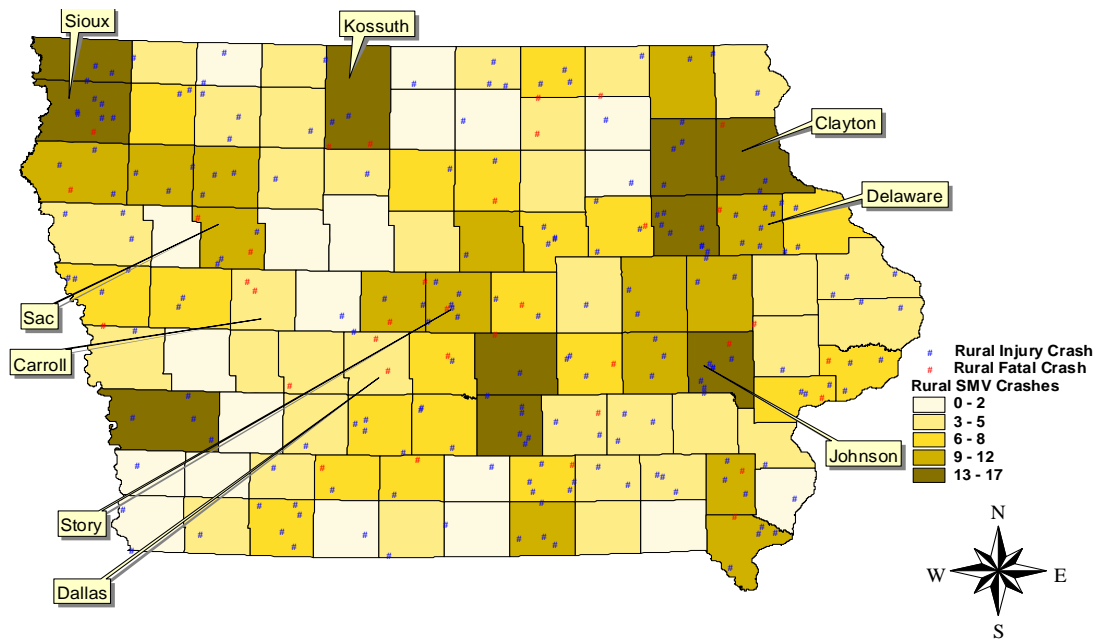 Sioux
Kossuth
Clayton
Delaware
Sac
Carroll
Story
Dallas
Johnson
# Rural Injury Crash
# Rural Fatal Crash
Rural SMV Crashes
0 - 2
3 - 5
6 - 8
9 - 12
13 - 17
N
W E
S